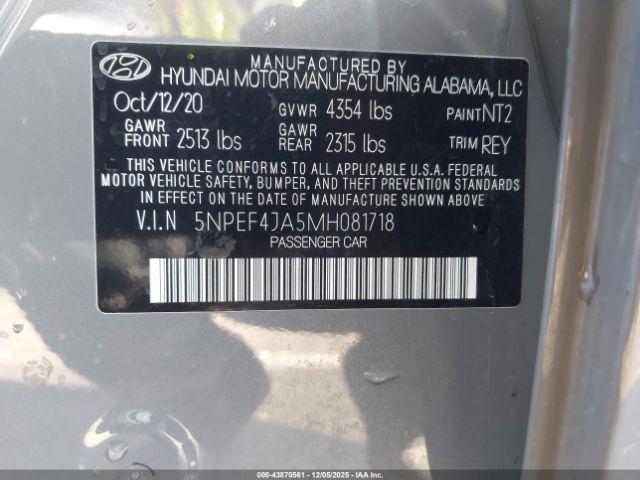 MANUFACTURED BY
HYUNDAI MOTOR MANUFACTURING ALABAMA, LLC
Oct/12/20 GVWR 4354 lbs PAINT NT2
GAWR FRONT 2513 lbs GAWR REAR 2315 lbs TRIM REY
THIS VEHICLE CONFORMS TO ALL APPLICABLE U.S.A. FEDERAL
MOTOR VEHICLE SAFETY, BUMPER, AND THEFT PREVENTION STANDARDS
IN EFFECT ON THE DATE OF MANUFACTURE SHOWN ABOVE
V.I.N 5NPEF4JA5MH081718
PASSENGER CAR
000-43870561 - 12/05/2025 - IAAI.CA